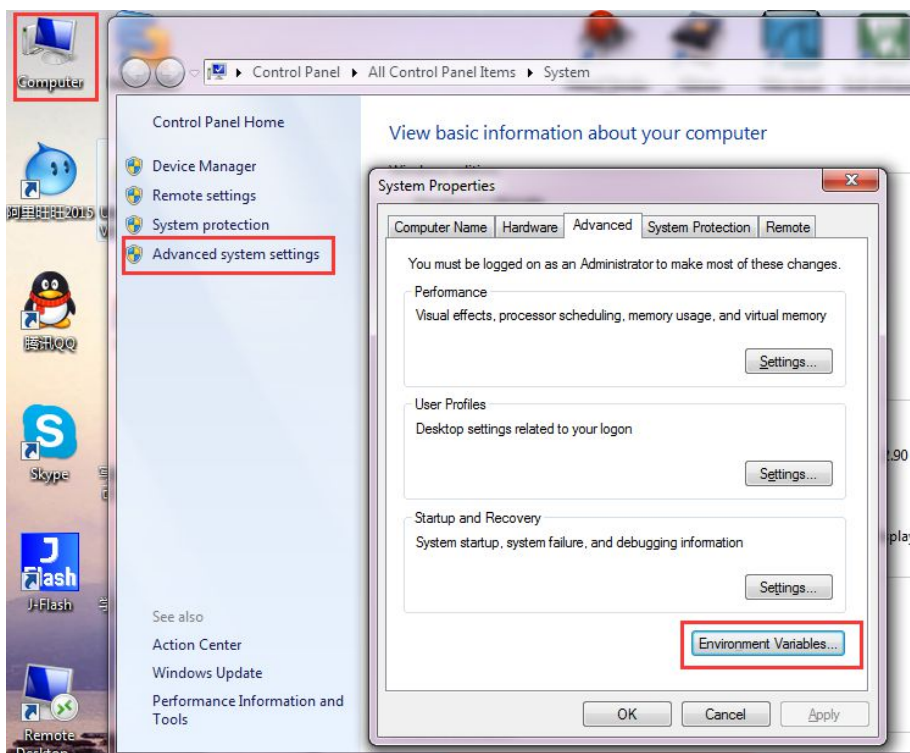 Computer
阿里旺旺2015
腾讯QQ
Skype
J
Flash
J-Flash
Remote
Desktop
Control Panel
All Control Panel Items
System
Control Panel Home
Device Manager
Remote settings
System protection
Advanced system settings
See also
Action Center
Windows Update
Performance Information and
Tools
View basic information about your computer
System Properties
Computer Name Hardware Advanced System Protection Remote
You must be logged on as an Administrator to make most of these changes.
Performance
Visual effects, processor scheduling, memory usage, and virtual memory
Settings...
User Profiles
Desktop settings related to your logon
Settings...
Startup and Recovery
System startup, system failure, and debugging information
Settings...
Environment Variables...
OK Cancel Apply
.90
play